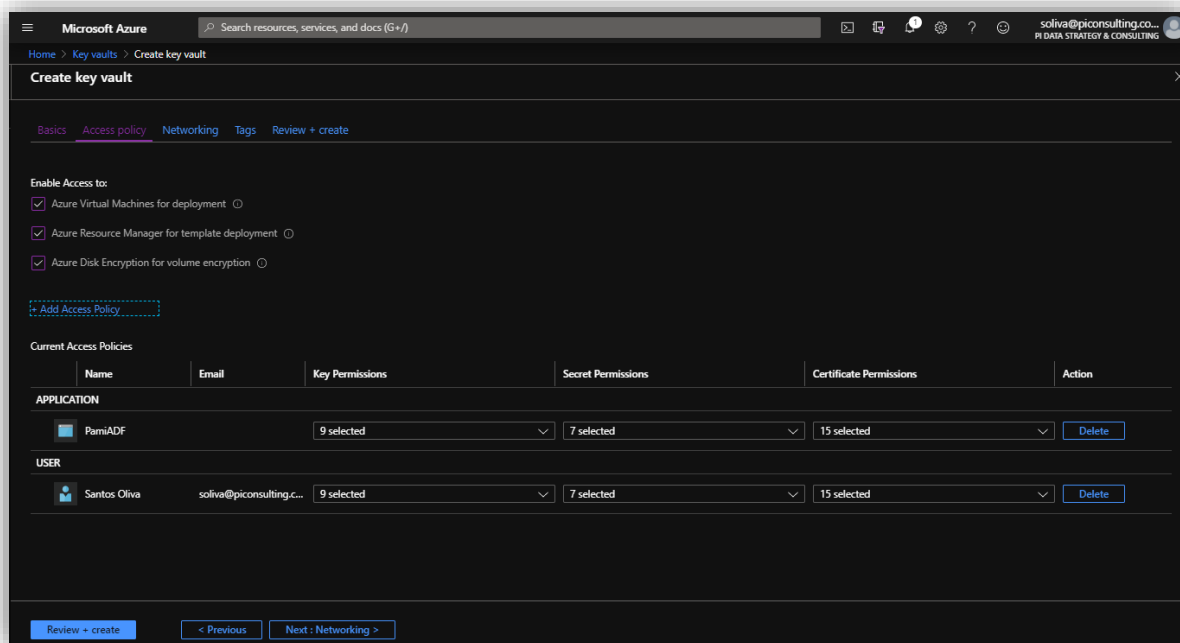 Microsoft Azure
Search resources, services, and docs (G+/)
1
soliva@piconsulting.co...
PI DATA STRATEGY & CONSULTING
Home > Key vaults > Create key vault
Create key vault
Basics Access policy Networking Tags Review + create
Enable Access to:
Azure Virtual Machines for deployment
Azure Resource Manager for template deployment
Azure Disk Encryption for volume encryption
+ Add Access Policy
Current Access Policies
Name Email Key Permissions Secret Permissions Certificate Permissions Action
APPLICATION
PamiADF 9 selected 7 selected 15 selected Delete
USER
Santos Oliva soliva@piconsulting.c... 9 selected 7 selected 15 selected Delete
Review + create < Previous Next : Networking >